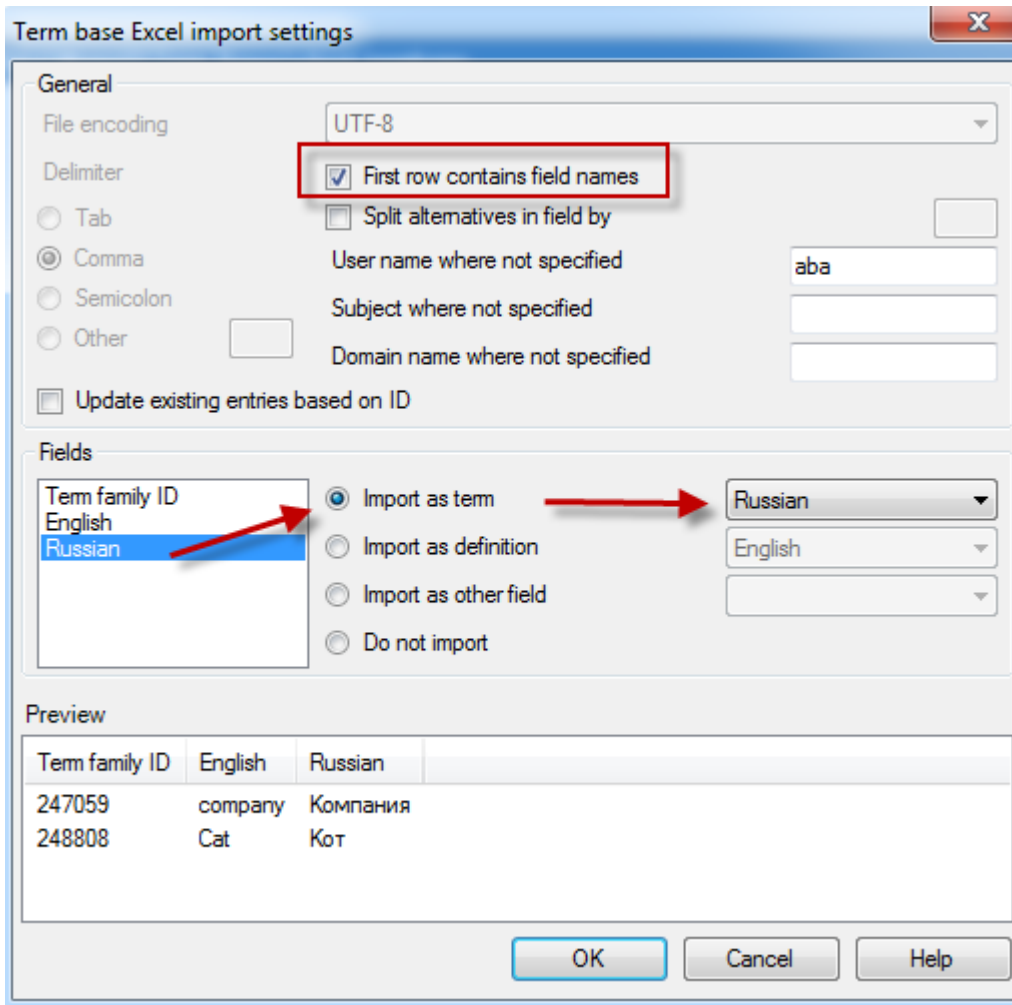 Term base Excel import settings
General
File encoding UTF-8
Delimiter First row contains field names
Tab Split alternatives in field by
Comma User name where not specified aba
Semicolon Subject where not specified
Other Domain name where not specified
Update existing entries based on ID
Fields
Term family ID Import as term Russian
English
Russian Import as definition English
Import as other field
Do not import
Preview
Term family ID English Russian
247059 company Компания
248808 Cat Кот
OK Cancel Help